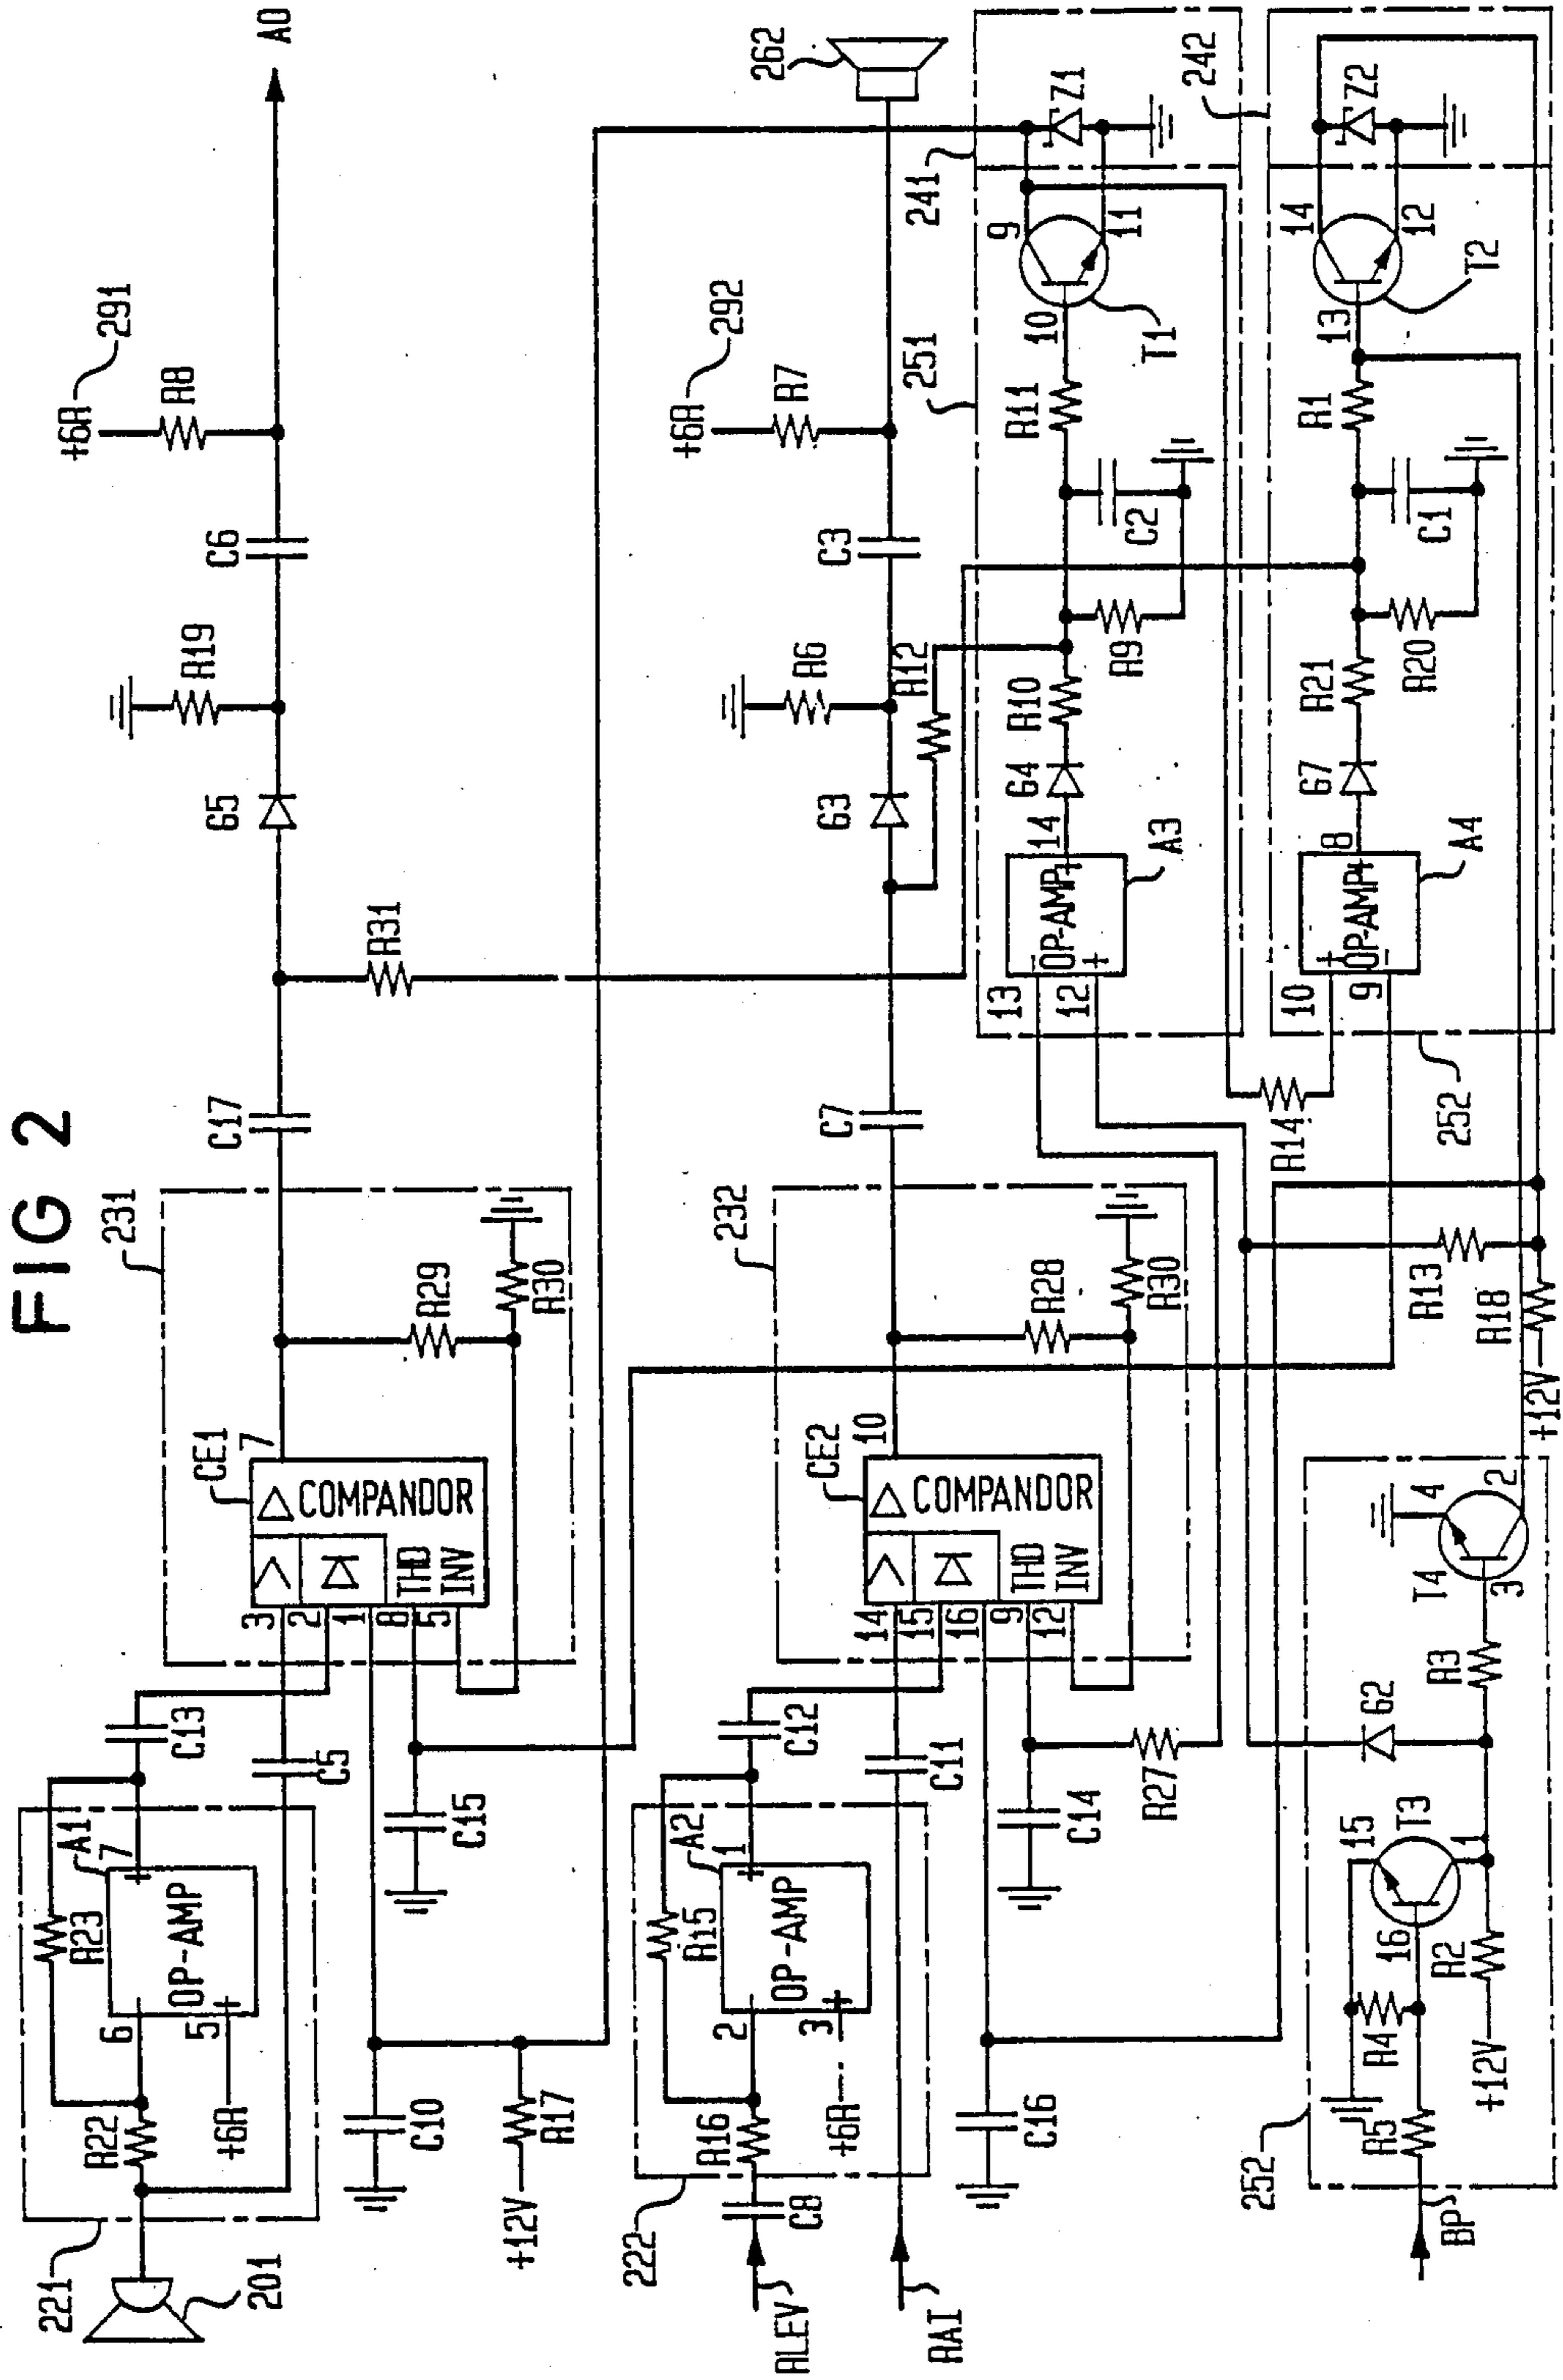 FIG 2
221
201
R22
+6R
6
5
R23
OP-AMP
A1
7
C13
C5
231
CE1
3
2
1
8
5
COMPANDOR
THD
INV
7
R29
R30
C17
R31
G5
R19
C6
+6R
291
R8
AO
C10
+12V
R17
C15
222
RLEV
C8
R16
+6R
2
3
R15
OP-AMP
A2
1
C12
C11
RAI
232
CE2
14
15
16
9
12
COMPANDOR
THD
INV
10
R28
R30
C7
G3
R6
R12
C3
+6R
292
R7
262
C16
C14
R27
251
241
13
12
OP-AMP
A3
14
G4
R10
R9
C2
R11
10
9
11
T1
Z1
242
R14
10
9
OP-AMP
A4
8
G7
R21
R20
C1
R1
13
14
12
T2
Z2
252
R13
R18
+12V
252
BP
R5
R4
16
15
T3
1
R2
+12V
G2
R3
T4
3
4
2